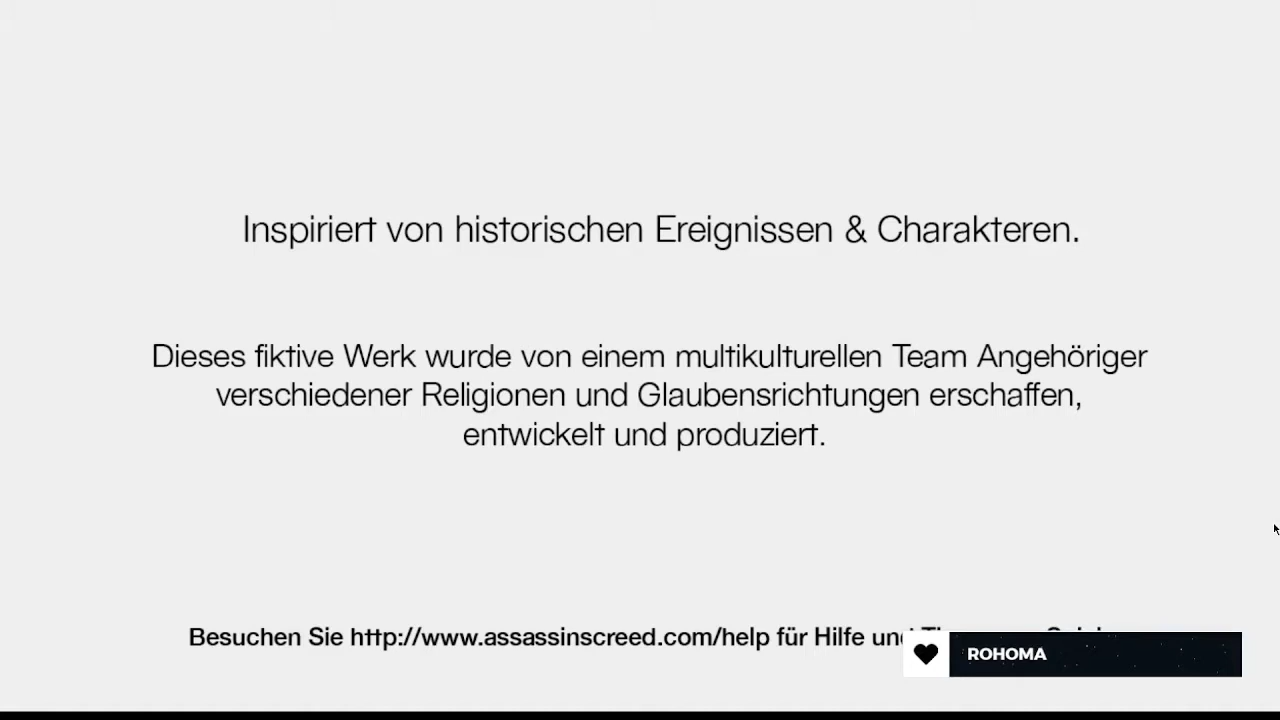 Inspiriert von historischen Ereignissen & Charakteren.
Dieses fiktive Werk wurde von einem multikulturellen Team Angehöriger
verschiedener Religionen und Glaubensrichtungen erschaffen,
entwickelt und produziert.
Besuchen Sie http://www.assassinscreed.com/help für Hilfe und
ROHOMA